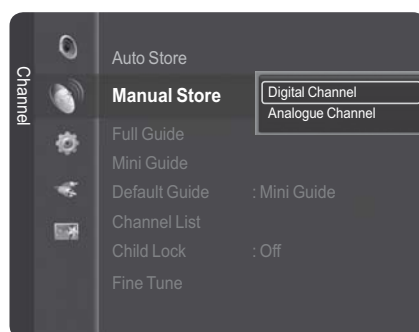 Channel
Auto Store
Manual Store
Digital Channel
Analogue Channel
Full Guide
Mini Guide
Default Guide : Mini Guide
Channel List
Child Lock : Off
Fine Tune